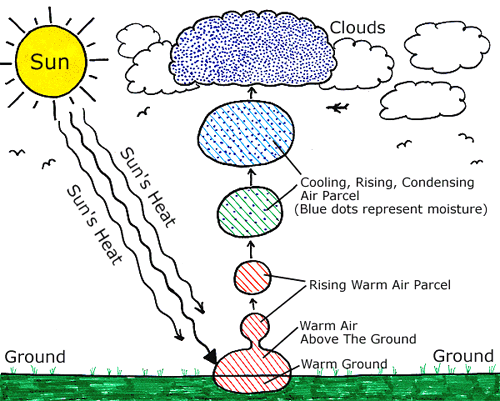 Sun
Clouds
Sun's Heat
Sun's Heat
Cooling, Rising, Condensing
Air Parcel
(Blue dots represent moisture)
Rising Warm Air Parcel
Warm Air
Above The Ground
Ground
Ground
Warm Ground